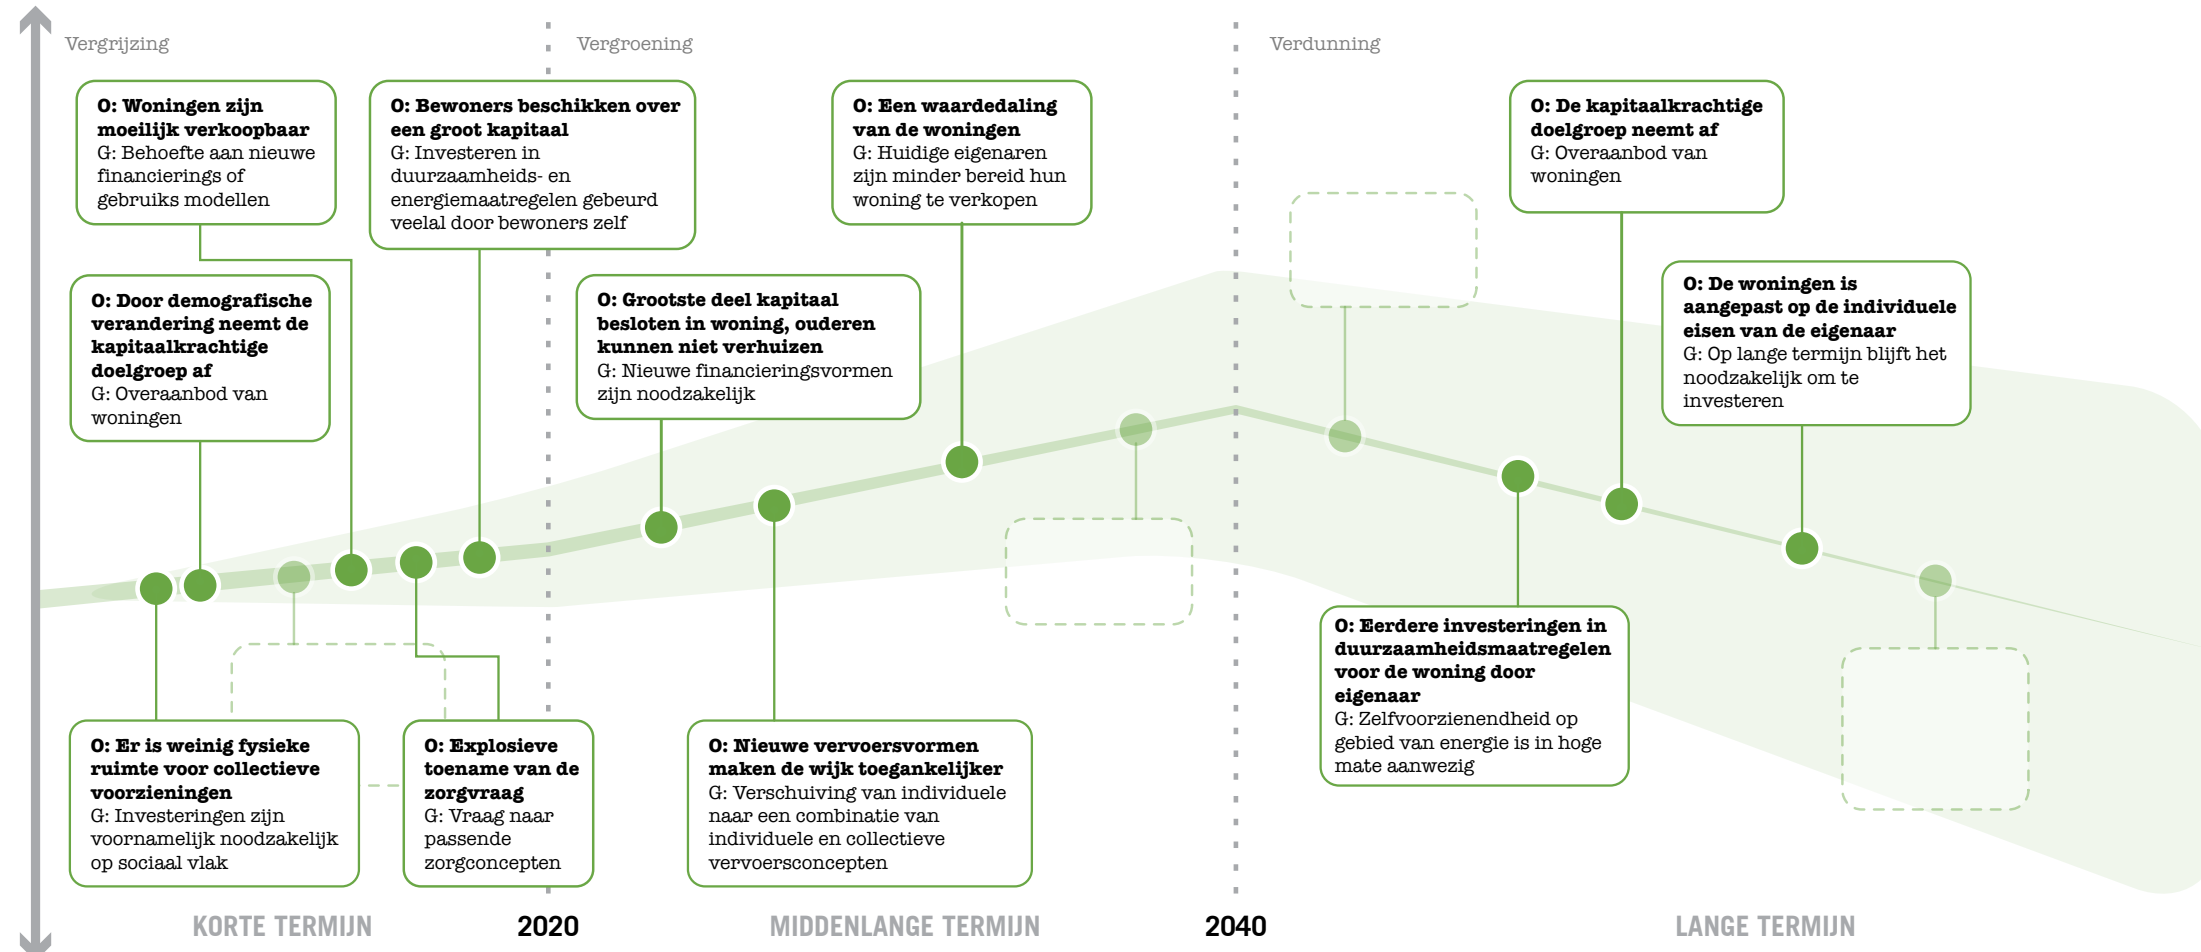 Vergrijzing
Vergroening
Verdunning
O: Woningen zijn
moeilijk verkoopbaar
G: Behoefte aan nieuwe
financierings of
gebruiks modellen
O: Bewoners beschikken over
een groot kapitaal
G: Investeren in
duurzaamheids- en
energiemaatregelen gebeurd
veelal door bewoners zelf
O: Een waardedaling
van de woningen
G: Huidige eigenaren
zijn minder bereid hun
woning te verkopen
O: De kapitaalkrachtige
doelgroep neemt af
G: Overaanbod van
woningen
O: Door demografische
verandering neemt de
kapitaalkrachtige
doelgroep af
G: Overaanbod van
woningen
O: Grootste deel kapitaal
besloten in woning, ouderen
kunnen niet verhuizen
G: Nieuwe financieringsvormen
zijn noodzakelijk
O: De woningen is
aangepast op de individuele
eisen van de eigenaar
G: Op lange termijn blijft het
noodzakelijk om te
investeren
O: Er is weinig fysieke
ruimte voor collectieve
voorzieningen
G: Investeringen zijn
voornamelijk noodzakelijk
op sociaal vlak
O: Explosieve
toename van de
zorgvraag
G: Vraag naar
passende
zorgconcepten
O: Nieuwe vervoersvormen
maken de wijk toegankelijker
G: Verschuiving van individuele
naar een combinatie van
individuele en collectieve
vervoersconcepten
O: Eerdere investeringen in
duurzaamheidsmaatregelen
voor de woning door
eigenaar
G: Zelfvoorzienendheid op
gebied van energie is in hoge
mate aanwezig
KORTE TERMIJN
2020
MIDDENLANGE TERMIJN
2040
LANGE TERMIJN